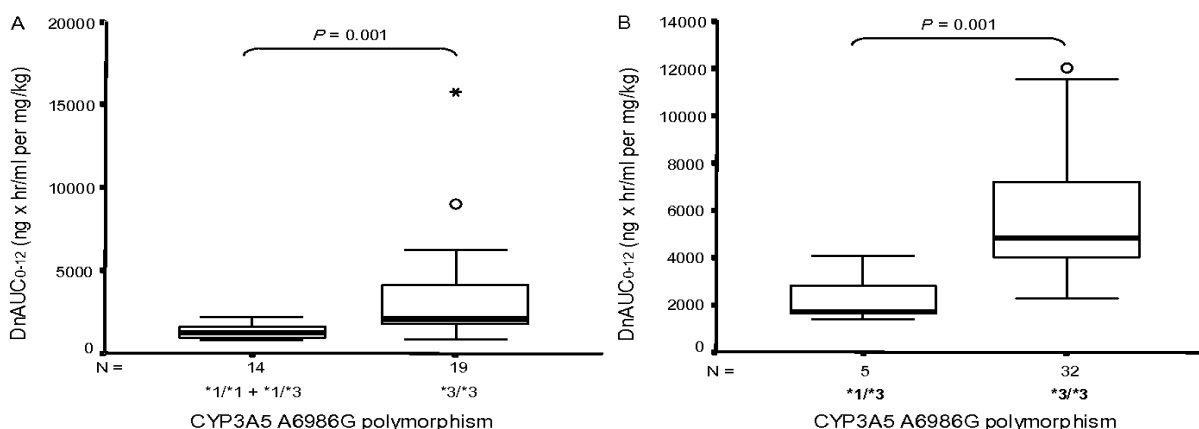 A
P = 0.001
DnAUC0-12 (ng x hr/ml per mg/kg)
20000
15000
10000
5000
0
N =
14
19
*1/*1 + *1/*3
*3/*3
CYP3A5 A6986G polymorphism
B
P = 0.001
DnAUC0-12 (ng x hr/ml per mg/kg)
14000
12000
10000
8000
6000
4000
2000
0
N =
5
32
*1/*3
*3/*3
CYP3A5 A6986G polymorphism